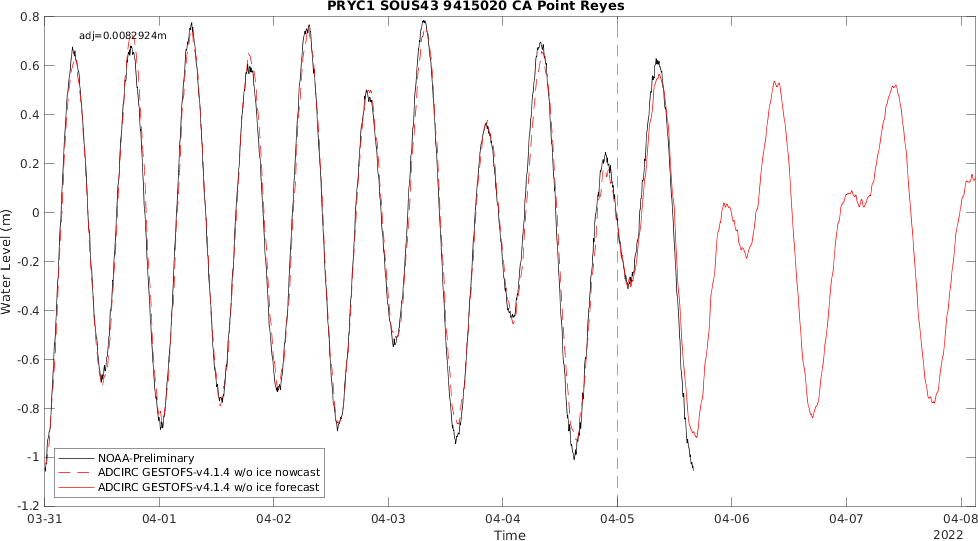 PRYC1 SOUS43 9415020 CA Point Reyes
adj=0.0082924m
Water Level (m)
0.8
0.6
0.4
0.2
0
-0.2
-0.4
-0.6
-0.8
-1
-1.2
NOAA-Preliminary
ADCIRC GESTOFS-v4.1.4 w/o ice nowcast
ADCIRC GESTOFS-v4.1.4 w/o ice forecast
03-31 04-01 04-02 04-03 04-04 04-05 04-06 04-07 04-08
Time
2022